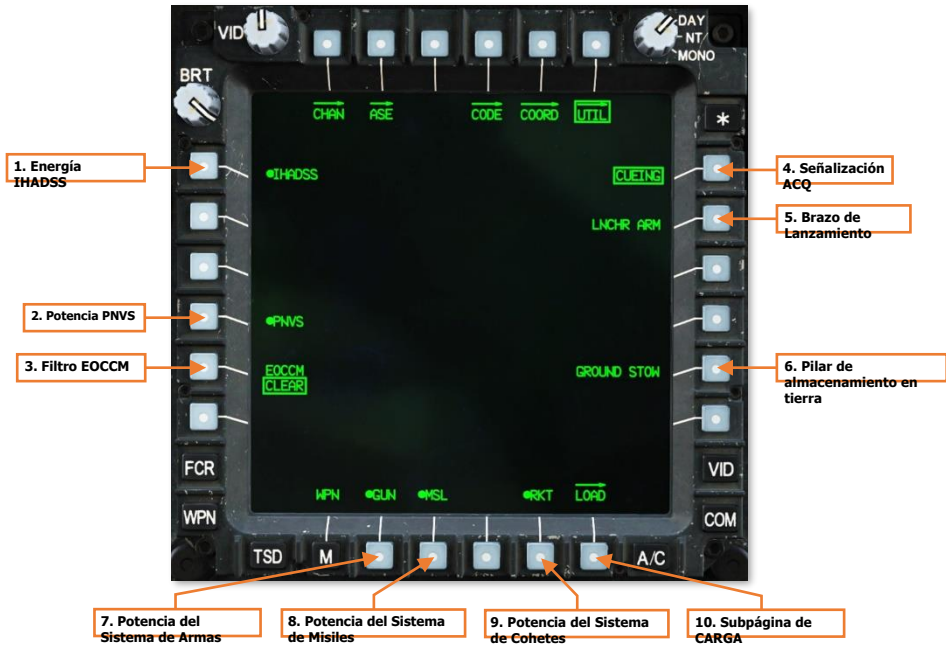 VID
DAY
NT
MONO
BRT
CHAN ASE CODE COORD UTIL
*
1. Energía
IHADSS
IHADSS
CUEING
4. Señalización
ACQ
LNCHR ARM
5. Brazo de
Lanzamiento
2. Potencia PNVS
PNVS
3. Filtro EOCCM
EOCCM
CLEAR
GROUND STOW
6. Pilar de
almacenamiento en
tierra
FCR
VID
WPN
WPN GUN MSL RKT LOAD
COM
TSD M A/C
7. Potencia del
Sistema de Armas
8. Potencia del Sistema
de Misiles
9. Potencia del Sistema
de Cohetes
10. Subpágina de
CARGA